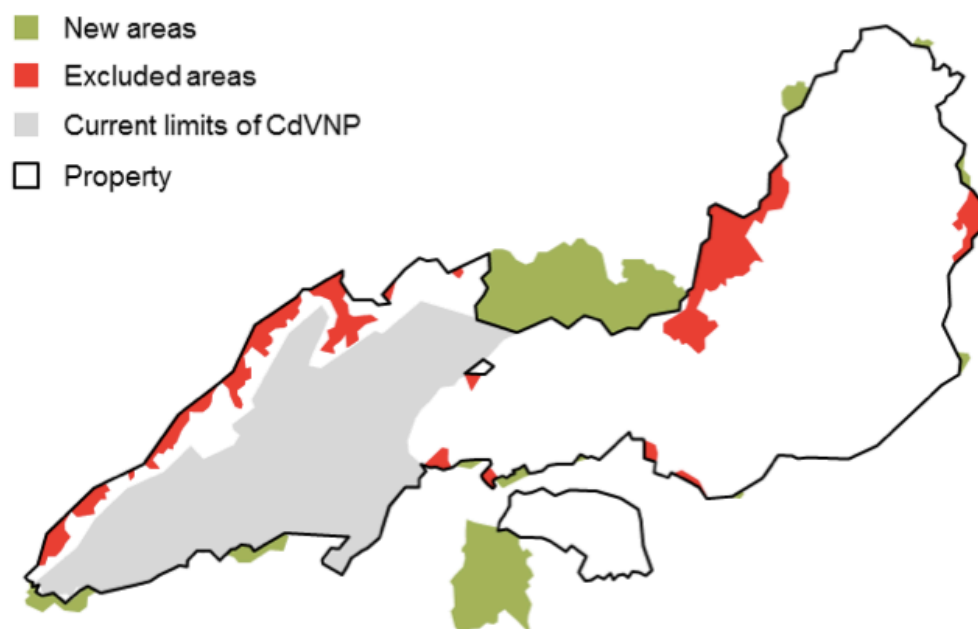 New areas
Excluded areas
Current limits of CdVNP
Property